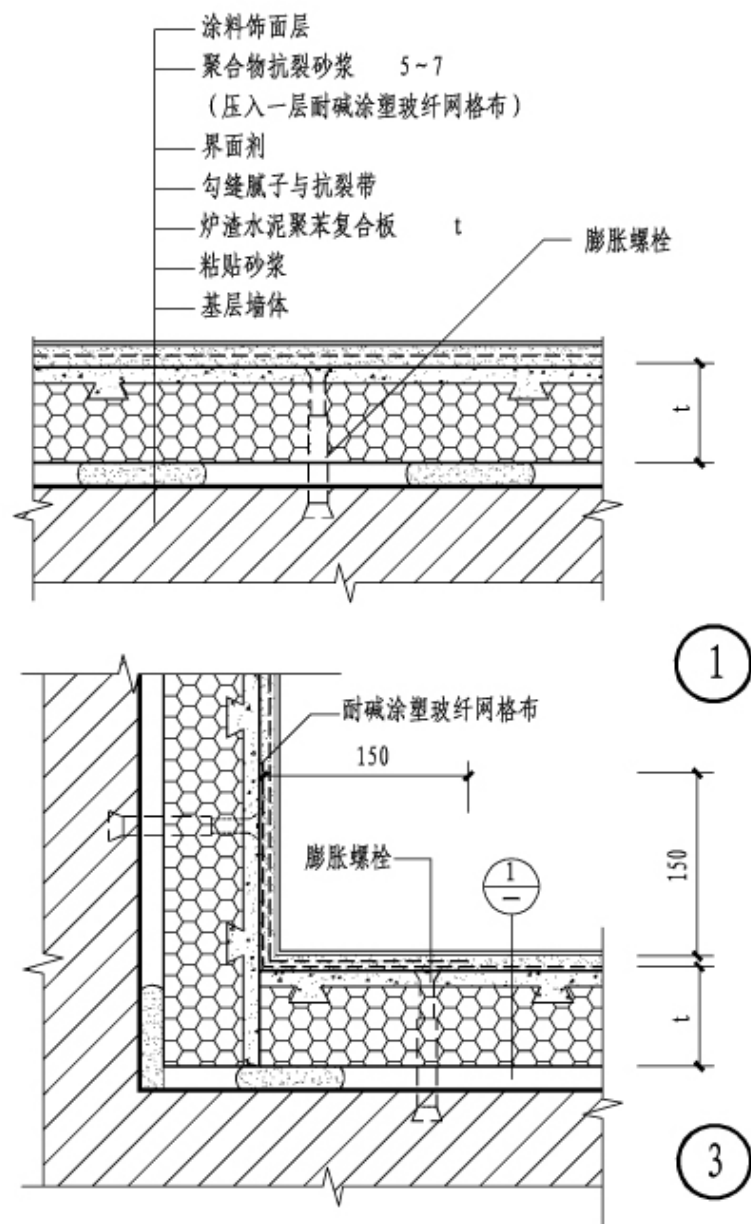 涂料饰面层
聚合物抗裂砂浆 5~7
（压入一层耐碱涂塑玻纤网格布）
界面剂
勾缝腻子与抗裂带
炉渣水泥聚苯复合板 t
粘贴砂浆
基层墙体
膨胀螺栓
t
1
耐碱涂塑玻纤网格布
150
150
膨胀螺栓
1
t
3